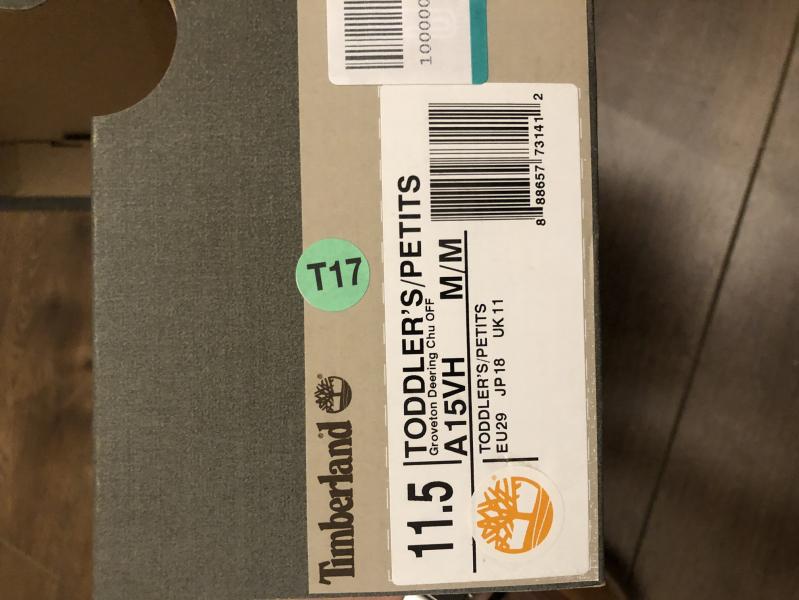 100000
Timberland®
T17
11.5
TODDLER'S/PETITS
Groveton Deering Chu OFF
A15VH M/M
TODDLER'S/PETITS
EU29 JP18 UK11
8 88657 73141 2